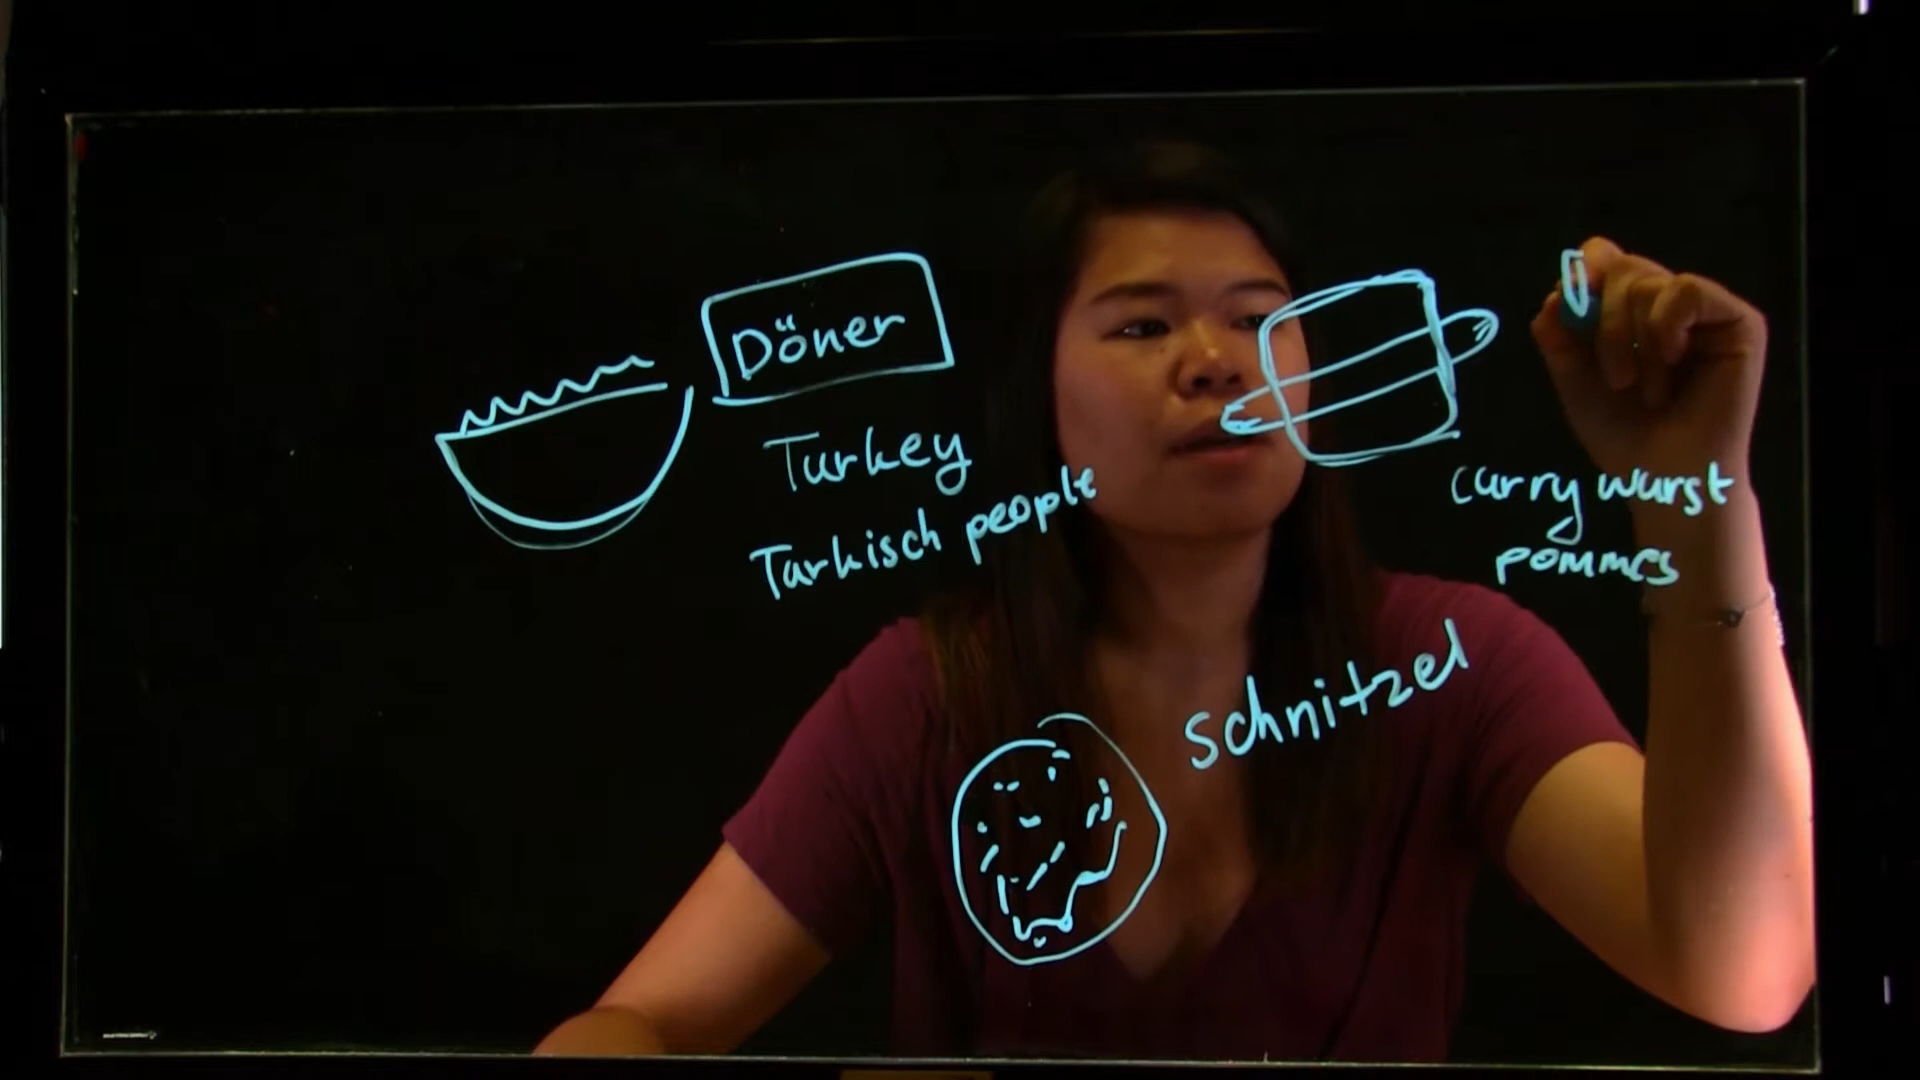 Döner
Turkey
Turkisch people
curry wurst
pommes
schnitzel